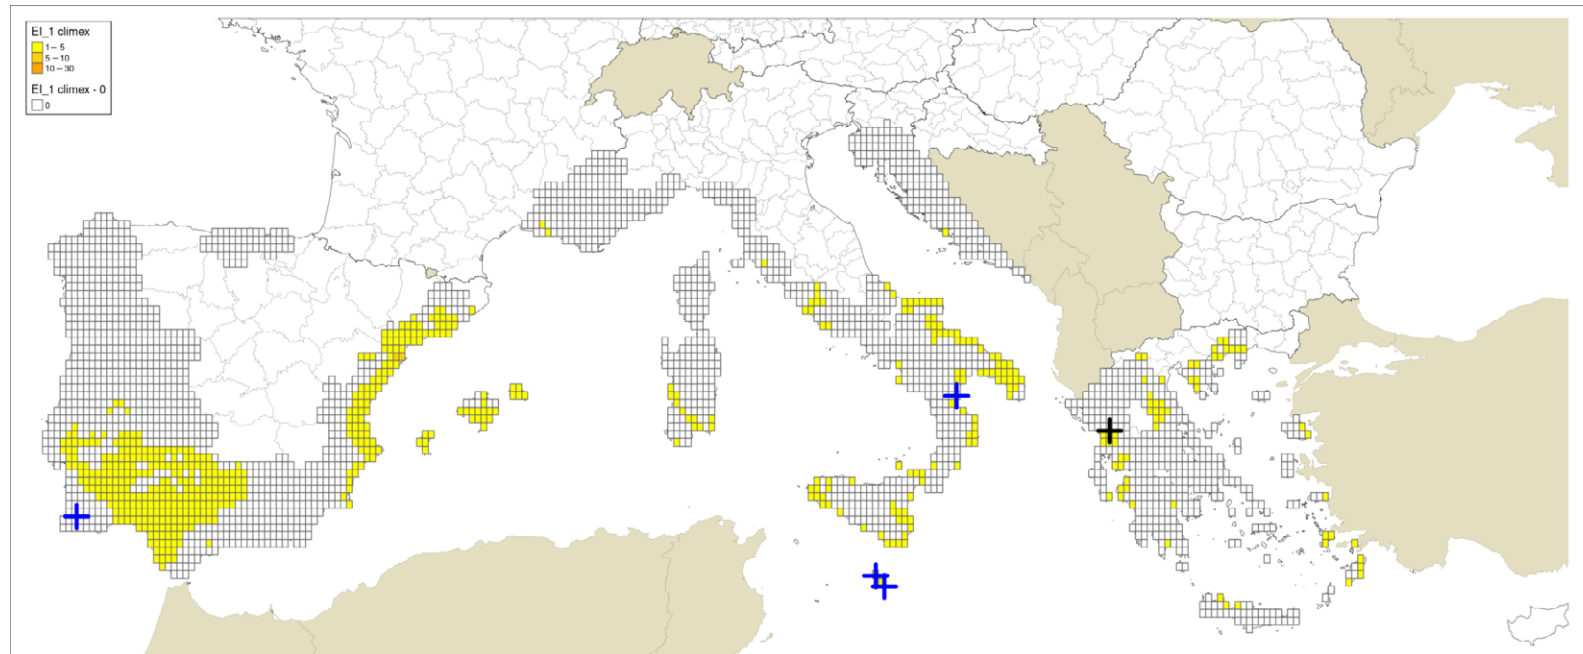 EI_1 climex
1 – 5
5 – 10
10 – 30
EI_1 climex - 0
0